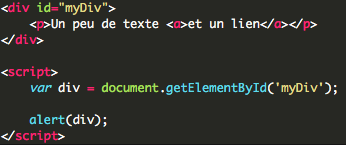 <div id="myDiv">
    <p>Un peu de texte <a>et un lien</a></p>
</div>

<script>
    var div = document.getElementById('myDiv');

    alert(div);
</script>